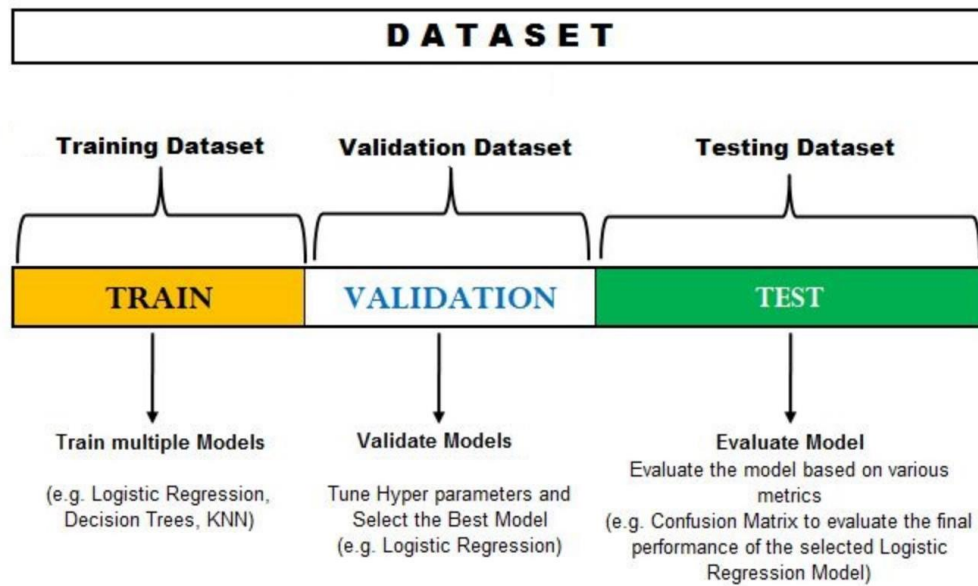 DATASET
Training Dataset
Validation Dataset
Testing Dataset
TRAIN
VALIDATION
TEST
Train multiple Models
(e.g. Logistic Regression,
Decision Trees, KNN)
Validate Models
Tune Hyper parameters and
Select the Best Model
(e.g. Logistic Regression)
Evaluate Model
Evaluate the model based on various
metrics
(e.g. Confusion Matrix to evaluate the final
performance of the selected Logistic
Regression Model)